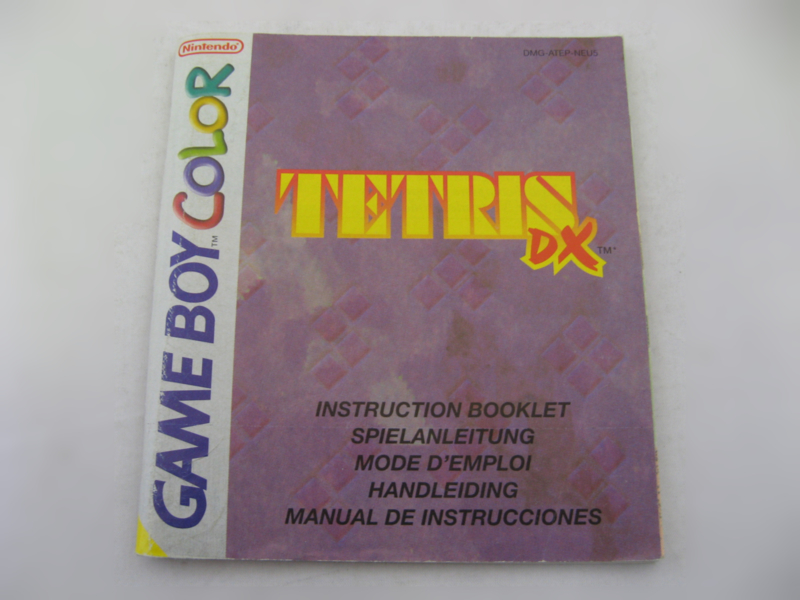 Nintendo
GAME BOY COLOR
TM
DMG-ATEP-NEU5
TETRIS
DX
TM*
INSTRUCTION BOOKLET
SPIELANLEITUNG
MODE D'EMPLOI
HANDLEIDING
MANUAL DE INSTRUCCIONES